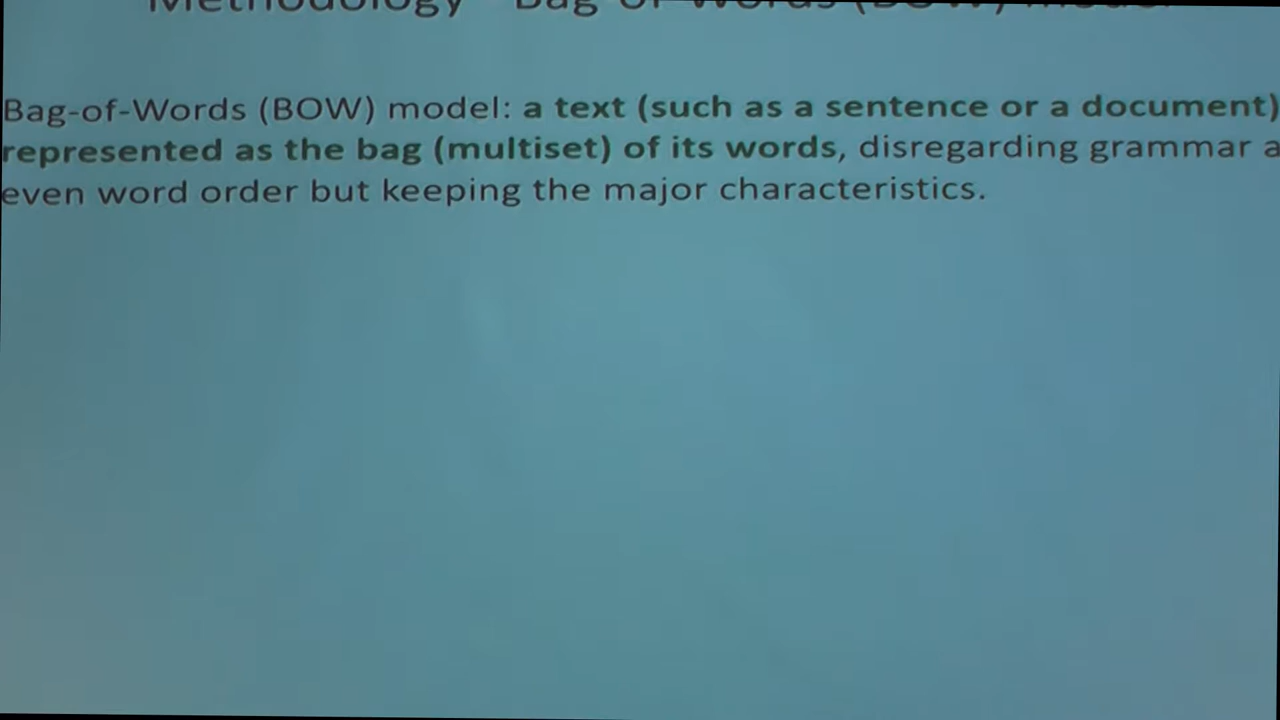 Methodology Bag of Words (BOW) model
Bag-of-Words (BOW) model: a text (such as a sentence or a document)
represented as the bag (multiset) of its words, disregarding grammar a
even word order but keeping the major characteristics.